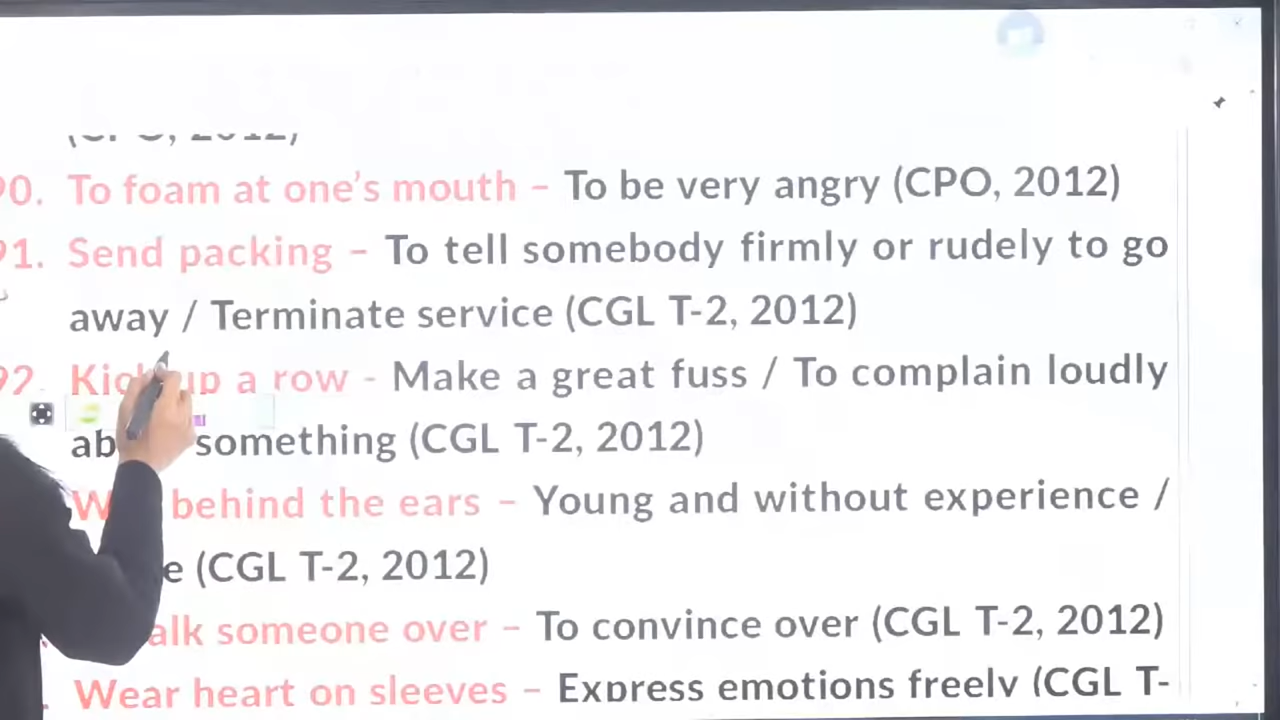 (CPO, 2012)
90. To foam at one's mouth – To be very angry (CPO, 2012)
91. Send packing – To tell somebody firmly or rudely to go
away / Terminate service (CGL T-2, 2012)
92. up a row - Make a great fuss / To complain loudly
something (CGL T-2, 2012)
behind the ears – Young and without experience /
(CGL T-2, 2012)
someone over – To convince over (CGL T-2, 2012)
Wear heart on sleeves – Express emotions freely (CGL T-